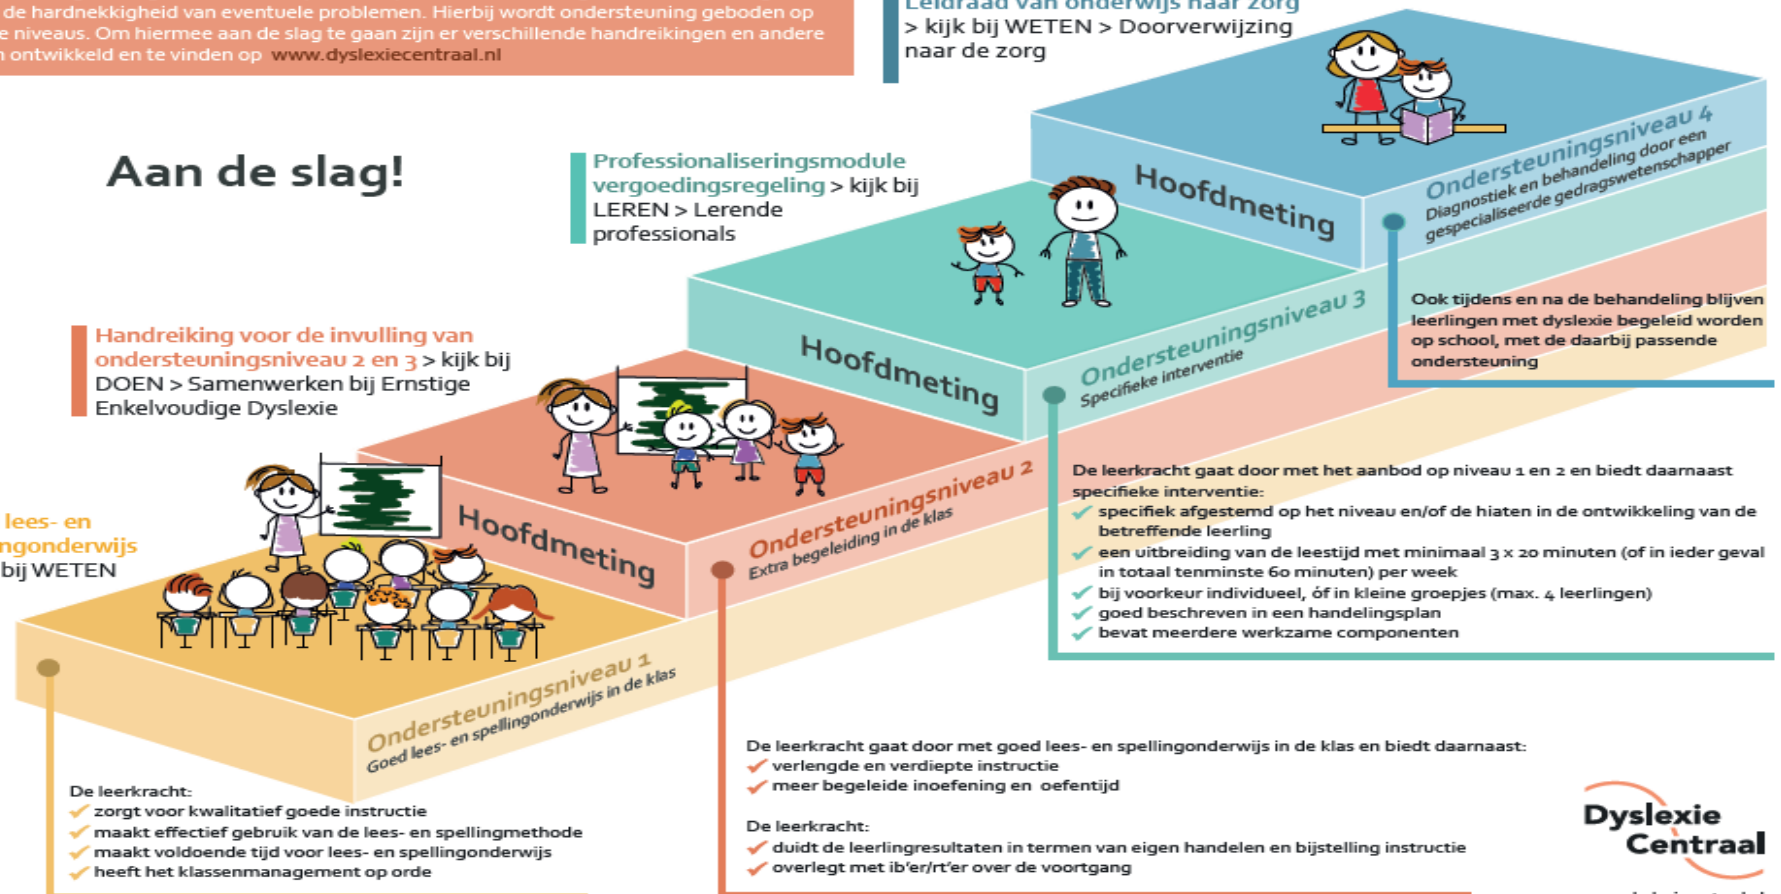 de hardnekkigheid van eventuele problemen. Hierbij wordt ondersteuning geboden op
e niveaus. Om hiermee aan de slag te gaan zijn er verschillende handreikingen en andere
n ontwikkeld en te vinden op www.dyslexiecentraal.nl
Leidraad van onderwijs naar zorg
> kijk bij WETEN > Doorverwijzing
naar de zorg
Aan de slag!
Professionaliseringsmodule
vergoedingsregeling > kijk bij
LEREN > Lerende
professionals
Hoofdmeting
Ondersteuningsniveau 4
Diagnostiek en behandeling door een
gespecialiseerde gedragswetenschapper
Ook tijdens en na de behandeling blijven
leerlingen met dyslexie begeleid worden
op school, met de daarbij passende
ondersteuning
Handreiking voor de invulling van
ondersteuningsniveau 2 en 3 > kijk bij
DOEN > Samenwerken bij Ernstige
Enkelvoudige Dyslexie
Hoofdmeting
Ondersteuningsniveau 3
Specifieke interventie
De leerkracht gaat door met het aanbod op niveau 1 en 2 en biedt daarnaast
specifieke interventie:
✓ specifiek afgestemd op het niveau en/of de hiaten in de ontwikkeling van de
betreffende leerling
✓ een uitbreiding van de leestijd met minimaal 3 x 20 minuten (of in ieder geval
in totaal tenminste 60 minuten) per week
✓ bij voorkeur individueel, óf in kleine groepjes (max. 4 leerlingen)
✓ goed beschreven in een handelingsplan
✓ bevat meerdere werkzame componenten
lees- en
ngonderwijs
bij WETEN
Hoofdmeting
Ondersteuningsniveau 2
Extra begeleiding in de klas
De leerkracht gaat door met goed lees- en spellingonderwijs in de klas en biedt daarnaast:
✓ verlengde en verdiepte instructie
✓ meer begeleide inoefening en oefentijd
De leerkracht:
✓ duidt de leerlingresultaten in termen van eigen handelen en bijstelling instructie
✓ overlegt met ib'er/rt'er over de voortgang
Ondersteuningsniveau 1
Goed lees- en spellingonderwijs in de klas
De leerkracht:
✓ zorgt voor kwalitatief goede instructie
✓ maakt effectief gebruik van de lees- en spellingmethode
✓ maakt voldoende tijd voor lees- en spellingonderwijs
✓ heeft het klassenmanagement op orde
Dyslexie
Centraal